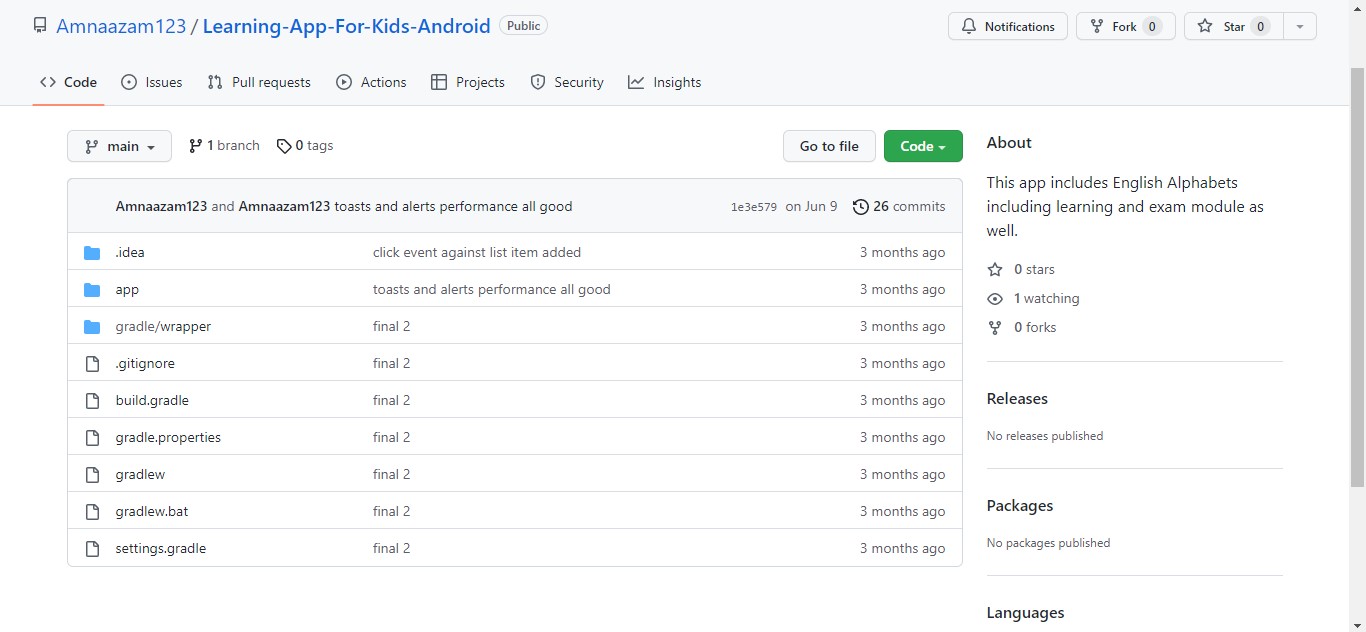 Amnaazam123 / Learning-App-For-Kids-Android Public
Notifications Fork 0 Star 0
Code Issues Pull requests Actions Projects Security Insights
main 1 branch 0 tags Go to file Code
Amnaazam123 and Amnaazam123 toasts and alerts performance all good 1e3e579 on Jun 9 26 commits
.idea click event against list item added 3 months ago
app toasts and alerts performance all good 3 months ago
gradle/wrapper final 2 3 months ago
.gitignore final 2 3 months ago
build.gradle final 2 3 months ago
gradle.properties final 2 3 months ago
gradlew final 2 3 months ago
gradlew.bat final 2 3 months ago
settings.gradle final 2 3 months ago
About
This app includes English Alphabets
including learning and exam module as
well.
0 stars
1 watching
0 forks
Releases
No releases published
Packages
No packages published
Languages